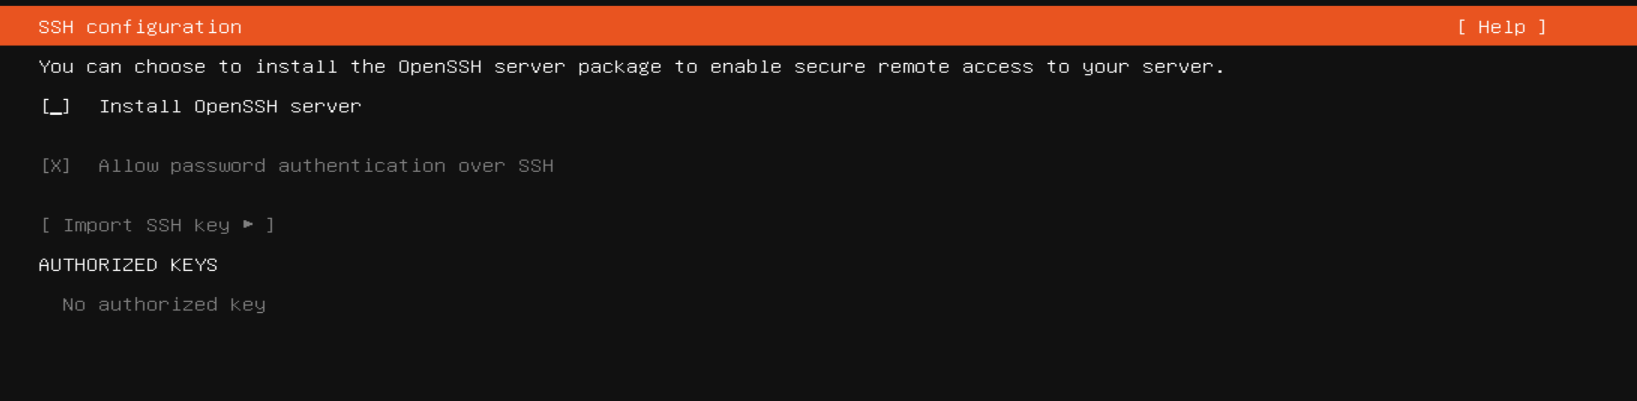 SSH configuration [ Help ]
You can choose to install the OpenSSH server package to enable secure remote access to your server.
[_] Install OpenSSH server
[X] Allow password authentication over SSH
[ Import SSH key ► ]
AUTHORIZED KEYS
No authorized key